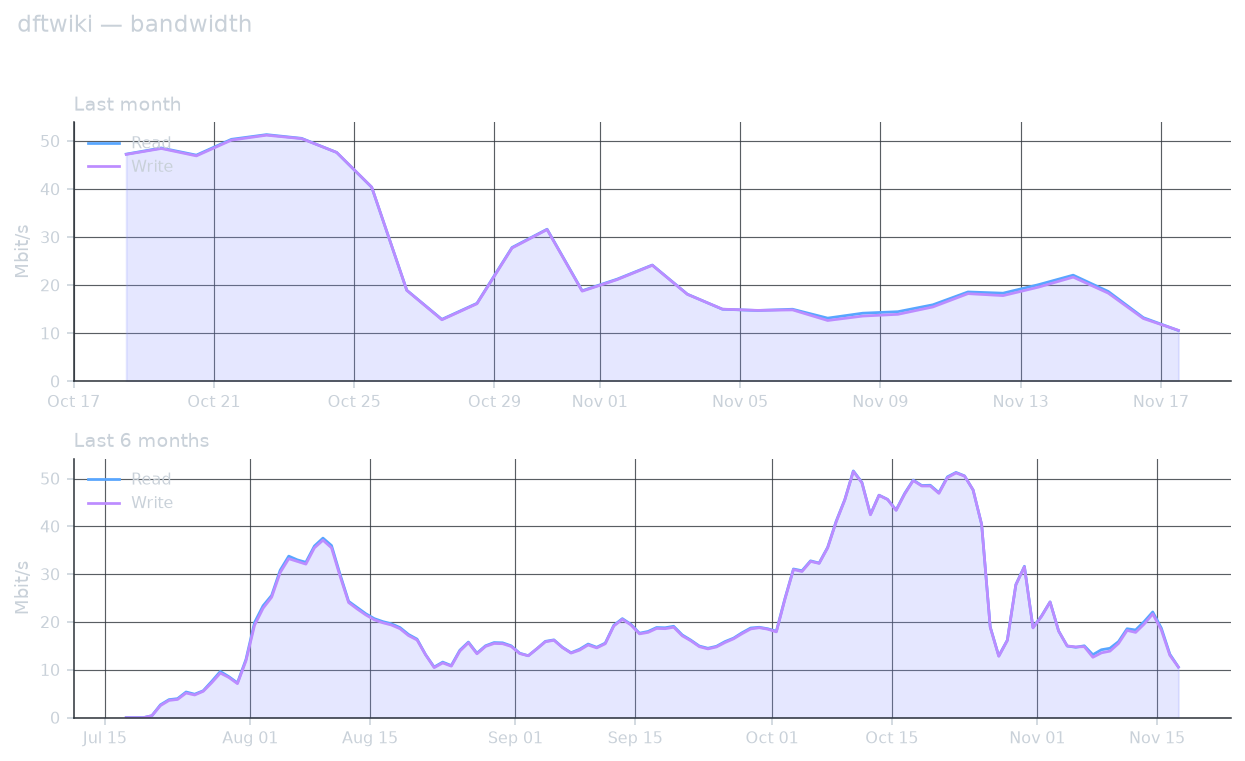 dftwiki — bandwidth
Last month
Read
Write
50
40
30
20
10
0
Mbit/s
Oct 17 Oct 21 Oct 25 Oct 29 Nov 01 Nov 05 Nov 09 Nov 13 Nov 17
Last 6 months
Read
Write
50
40
30
20
10
0
Mbit/s
Jul 15 Aug 01 Aug 15 Sep 01 Sep 15 Oct 01 Oct 15 Nov 01 Nov 15